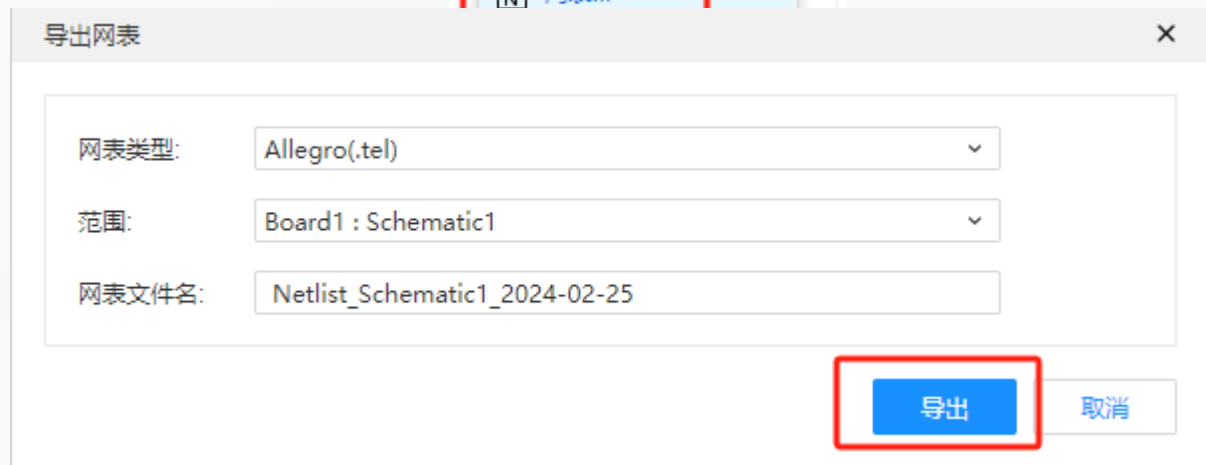 导出网表
网表类型: Allegro(.tel)
范围: Board1 : Schematic1
网表文件名: Netlist_Schematic1_2024-02-25
导出 取消